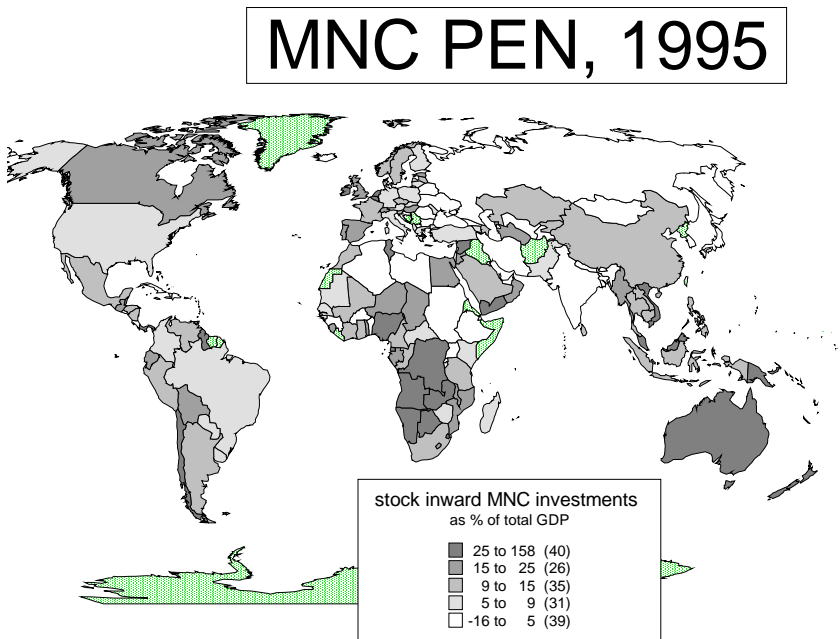 MNC PEN, 1995
stock inward MNC investments
as % of total GDP
25 to 158 (40)
15 to 25 (26)
9 to 15 (35)
5 to 9 (31)
-16 to 5 (39)